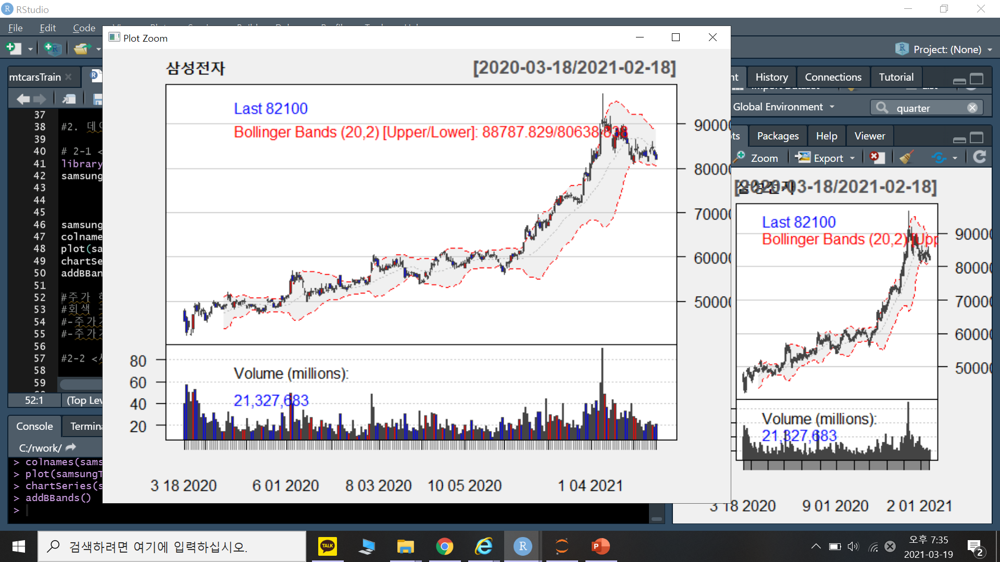 RStudio
File Edit Code
Plot Zoom
Project: (None)
mtcarsTrain
History Connections Tutorial
Global Environment
quarter
Packages Help Viewer
Zoom Export
37
38 #2.
39
40 # 2-1 <
41 library
42 samsung
43
44
45
46 samsung
47 colname
48 plot(sa
49 chartSe
50 addBBan
51
52 #주가
53 #회색
54 #-주가
55 #-주가
56
57 #2-2 <
58
59
52:1 (Top Lev
Console Termina
C:/rwork/
> colnames(sams
> plot(samsungT
> chartSeries(s
> addBBands()
>
삼성전자 [2020-03-18/2021-02-18]
Last 82100
Bollinger Bands (20,2) [Upper/Lower]: 88787.829/80638.838
90000
80000
70000
60000
50000
Volume (millions):
21,327,683
80
60
40
20
3 18 2020 6 01 2020 8 03 2020 10 05 2020 1 04 2021
삼성전자 [2020-03-18/2021-02-18]
Last 82100
Bollinger Bands (20,2) [Upp
90000
80000
70000
60000
50000
Volume (millions):
21,327,683
3 18 2020 9 01 2020 2 01 2021
검색하려면 여기에 입력하십시오.
TALK
오후 7:35
2021-03-19
2